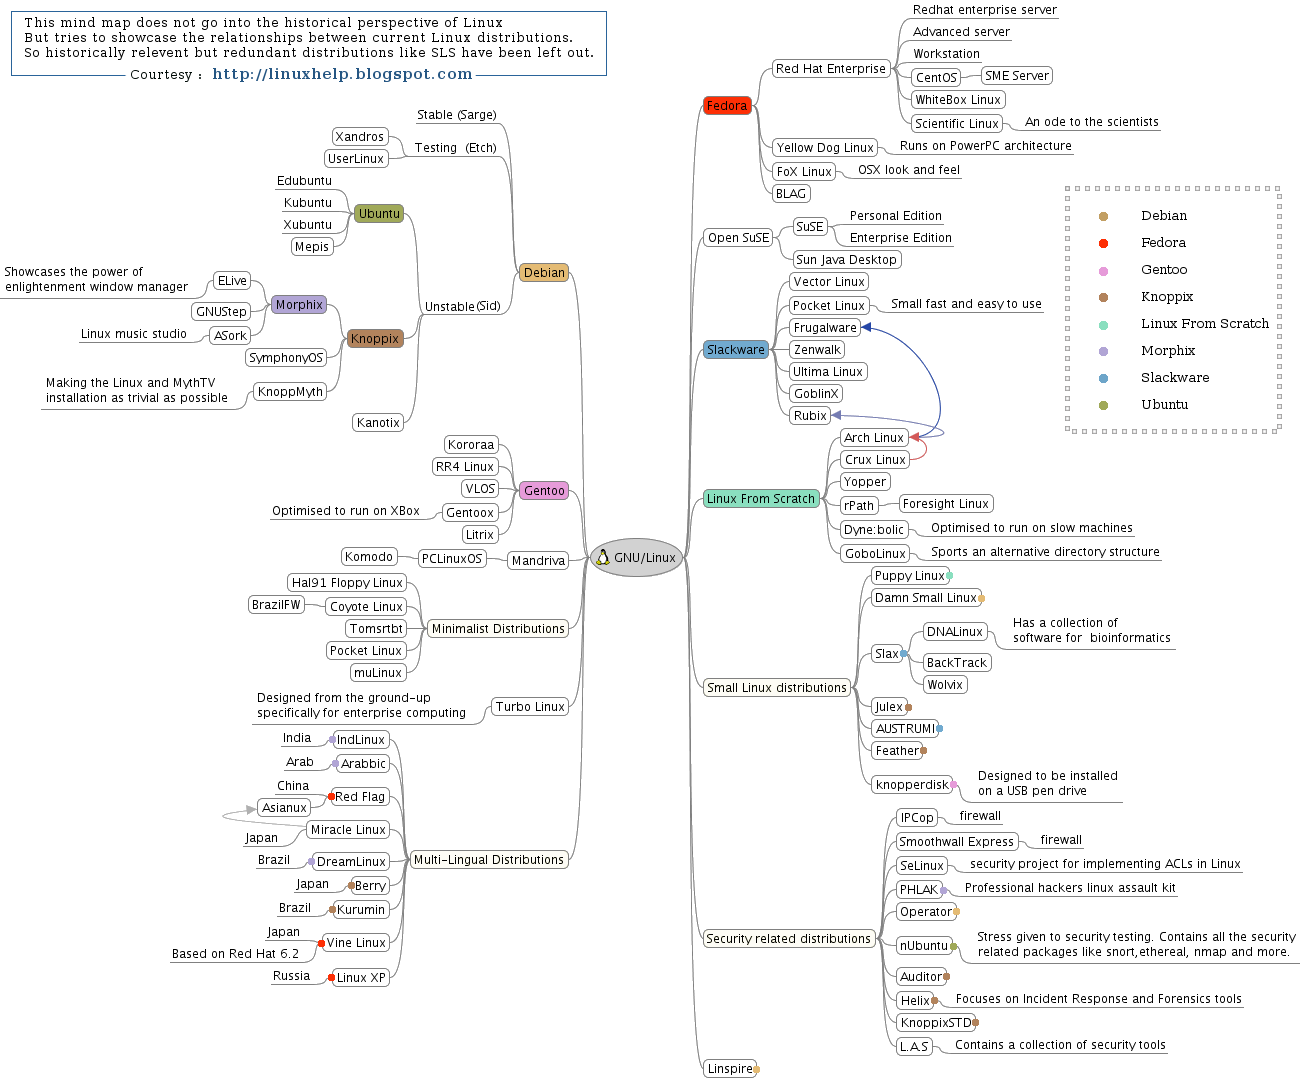 This mind map does not go into the historical perspective of Linux
But tries to showcase the relationships between current Linux distributions.
So historically relevent but redundant distributions like SLS have been left out.
Courtesy : http://linuxhelp.blogspot.com
Stable (Sarge)
Xandros
Testing (Etch)
UserLinux
Edubuntu
Kubuntu
Ubuntu
Xubuntu
Mepis
Debian
Showcases the power of
enlightenment window manager
ELive
Morphix
Unstable (Sid)
GNUStep
Linux music studio
ASork
Knoppix
SymphonyOS
Making the Linux and MythTV
installation as trivial as possible
KnoppMyth
Kanotix
Kororaa
RR4 Linux
VLOS
Gentoo
Optimised to run on XBox
Gentoox
Litrix
Komodo
PCLinuxOS
Mandriva
GNU/Linux
Hal91 Floppy Linux
BrazilFW
Coyote Linux
Tomsrtbt
Minimalist Distributions
Pocket Linux
muLinux
Designed from the ground-up
specifically for enterprise computing
Turbo Linux
India
IndLinux
Arab
Arabbic
China
Asianux
Red Flag
Miracle Linux
Japan
Brazil
DreamLinux
Multi-Lingual Distributions
Japan
Berry
Brazil
Kurumin
Japan
Based on Red Hat 6.2
Vine Linux
Russia
Linux XP
Redhat enterprise server
Advanced server
Workstation
Red Hat Enterprise
CentOS
SME Server
WhiteBox Linux
Fedora
Scientific Linux
An ode to the scientists
Yellow Dog Linux
Runs on PowerPC architecture
FoX Linux
OSX look and feel
BLAG
Personal Edition
SuSE
Open SuSE
Enterprise Edition
Sun Java Desktop
Vector Linux
Pocket Linux
Small fast and easy to use
Frugalware
Slackware
Zenwalk
Ultima Linux
GoblinX
Rubix
Arch Linux
Crux Linux
Yopper
Linux From Scratch
rPath
Foresight Linux
Dyne:bolic
Optimised to run on slow machines
GoboLinux
Sports an alternative directory structure
Puppy Linux
Damn Small Linux
Has a collection of
software for bioinformatics
DNALinux
Slax
BackTrack
Wolvix
Small Linux distributions
Julex
AUSTRUMI
Feather
knopperdisk
Designed to be installed
on a USB pen drive
IPCop
firewall
Smoothwall Express
firewall
SeLinux
security project for implementing ACLs in Linux
PHLAK
Professional hackers linux assault kit
Operator
Security related distributions
nUbuntu
Stress given to security testing. Contains all the security
related packages like snort,ethereal, nmap and more.
Auditor
Helix
Focuses on Incident Response and Forensics tools
KnoppixSTD
L.A.S
Contains a collection of security tools
Linspire
Debian
Fedora
Gentoo
Knoppix
Linux From Scratch
Morphix
Slackware
Ubuntu